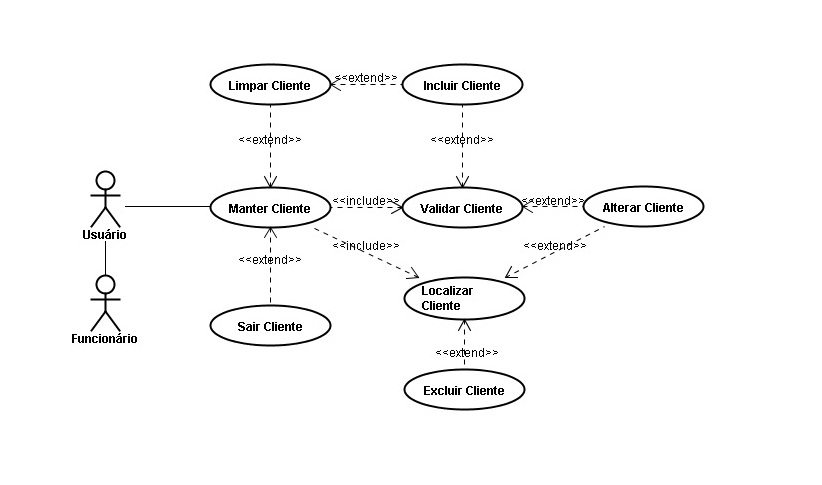 Limpar Cliente
<<extend>>
Incluir Cliente
<<extend>>
<<extend>>
Usuário
Manter Cliente
<<include>>
Validar Cliente
<<extend>>
Alterar Cliente
<<include>>
<<extend>>
<<extend>>
Localizar
Cliente
Funcionário
Sair Cliente
<<extend>>
Excluir Cliente